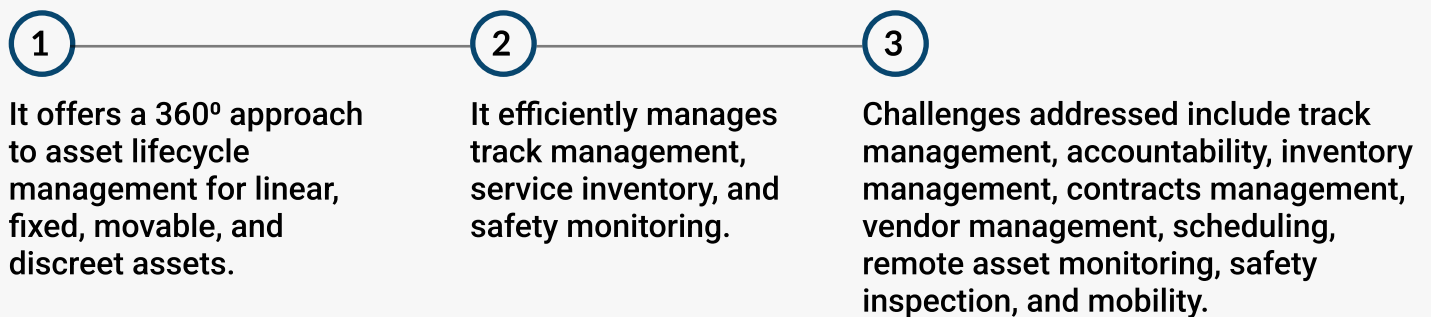 1
It offers a 360⁰ approach
to asset lifecycle
management for linear,
fixed, movable, and
discreet assets.
2
It efficiently manages
track management,
service inventory, and
safety monitoring.
3
Challenges addressed include track
management, accountability, inventory
management, contracts management,
vendor management, scheduling,
remote asset monitoring, safety
inspection, and mobility.